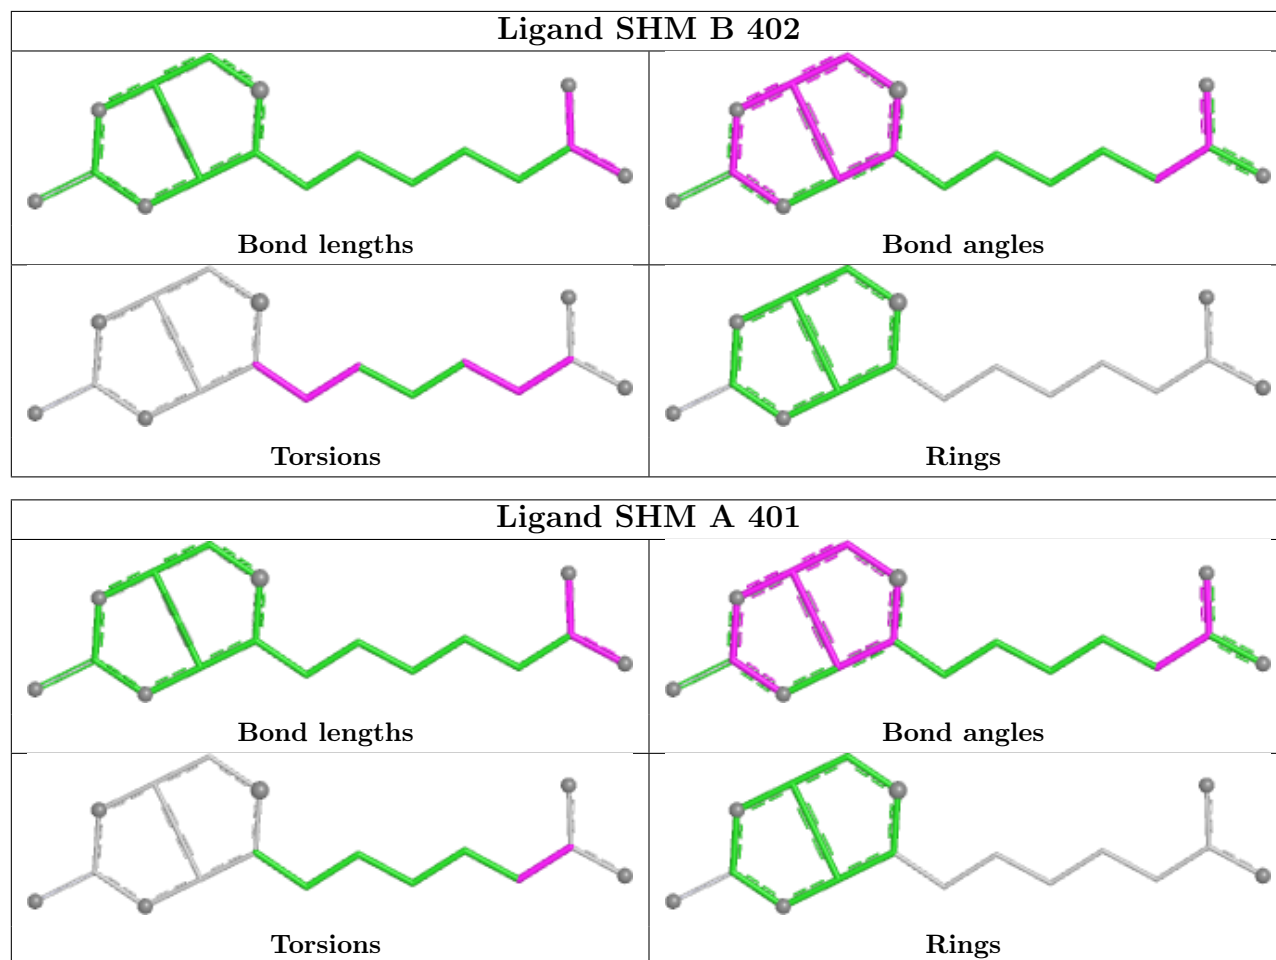 Ligand SHM B 402
Bond lengths
Bond angles
Torsions
Rings
Ligand SHM A 401
Bond lengths
Bond angles
Torsions
Rings